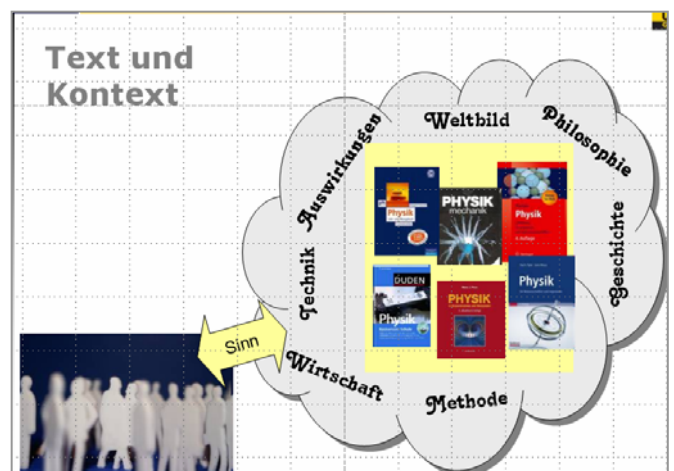 Text und
Kontext
Weltbild
Philosophie
Auswirkungen
Geschichte
Technik
Wirtschaft
Methode
Sinn
Physik
PHYSIK
mechanik
Physik
DUDEN
Physik
PHYSIK
Physik